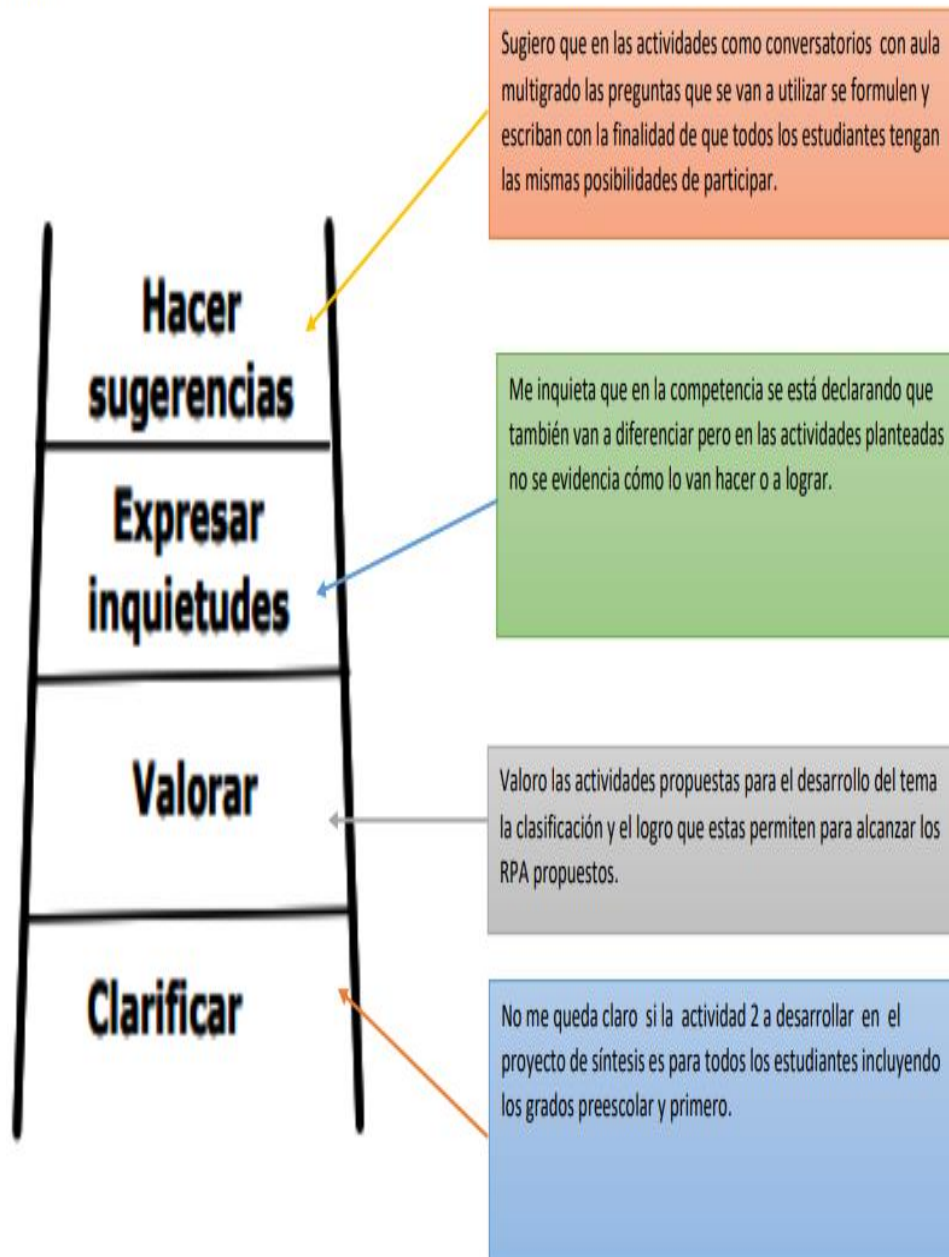 Sugiero que en las actividades como conversatorios con aula
multigrado las preguntas que se van a utilizar se formulen y
escriban con la finalidad de que todos los estudiantes tengan
las mismas posibilidades de participar.
Hacer
sugerencias
Me inquieta que en la competencia se está declarando que
también van a diferenciar pero en las actividades planteadas
no se evidencia cómo lo van hacer o a lograr.
Expresar
inquietudes
Valorar
Valoro las actividades propuestas para el desarrollo del tema
la clasificación y el logro que estas permiten para alcanzar los
RPA propuestos.
Clarificar
No me queda claro si la actividad 2 a desarrollar en el
proyecto de síntesis es para todos los estudiantes incluyendo
los grados preescolar y primero.